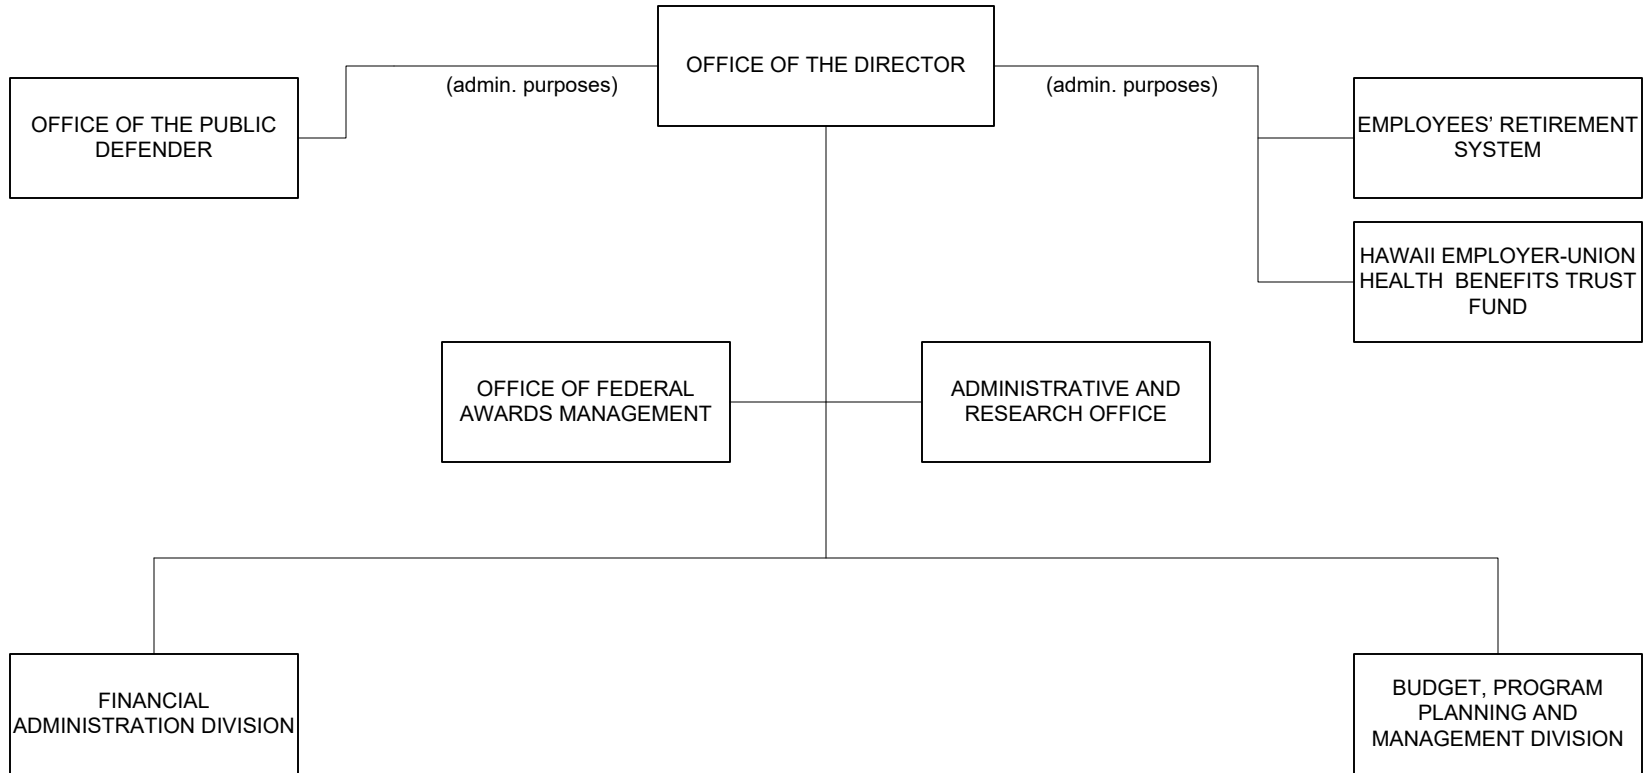 OFFICE OF THE DIRECTOR
(admin. purposes)
(admin. purposes)
OFFICE OF THE PUBLIC
DEFENDER
EMPLOYEES’ RETIREMENT
SYSTEM
HAWAII EMPLOYER-UNION
HEALTH  BENEFITS TRUST
FUND
OFFICE OF FEDERAL
AWARDS MANAGEMENT
ADMINISTRATIVE AND
RESEARCH OFFICE
FINANCIAL
ADMINISTRATION DIVISION
BUDGET, PROGRAM
PLANNING AND
MANAGEMENT DIVISION